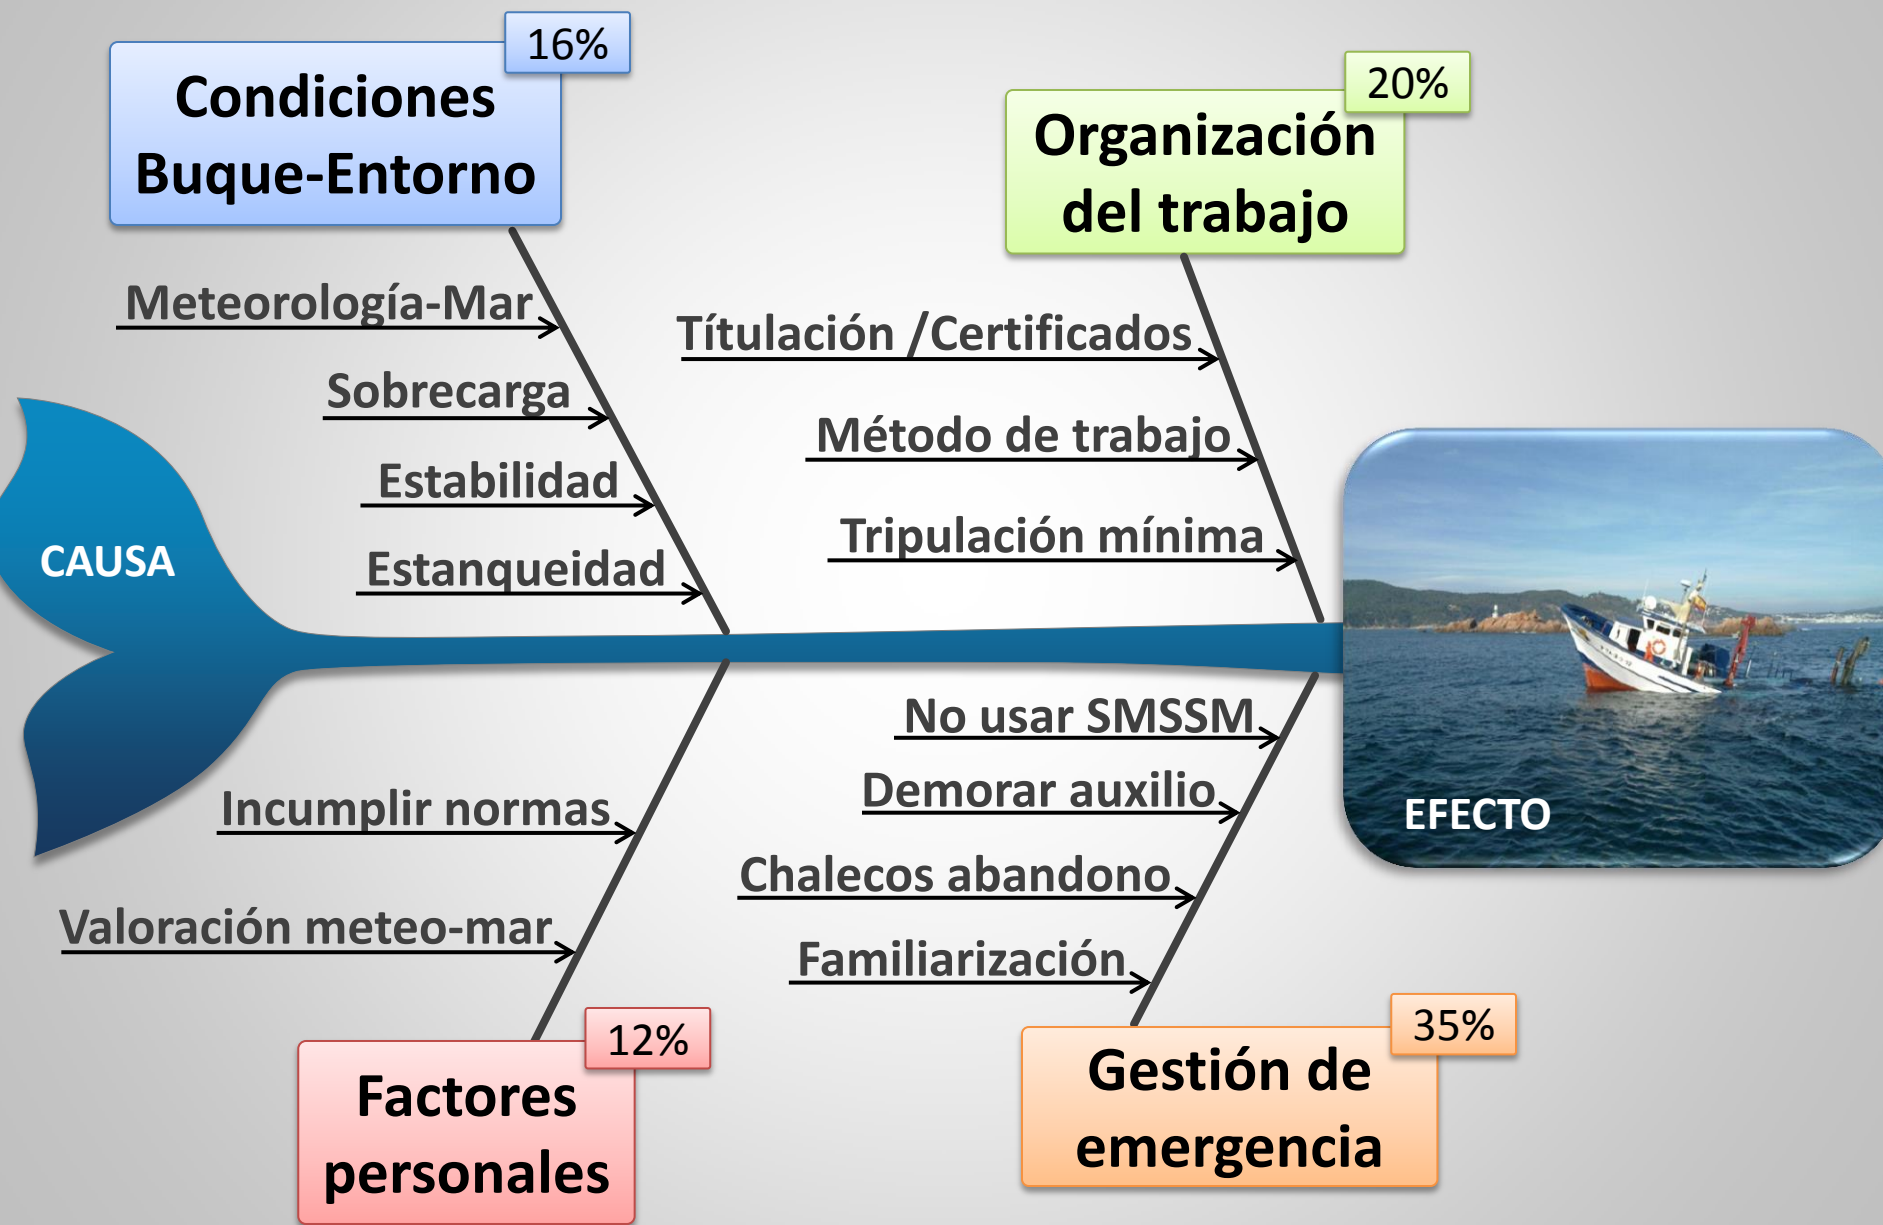 16%
Condiciones
Buque-Entorno
20%
Organización
del trabajo
Meteorología-Mar
Sobrecarga
Estabilidad
Estanqueidad
Títulación /Certificados
Método de trabajo
Tripulación mínima
CAUSA
EFECTO
Incumplir normas
Valoración meteo-mar
No usar SMSSM
Demorar auxilio
Chalecos abandono
Familiarización
12%
Factores
personales
35%
Gestión de
emergencia